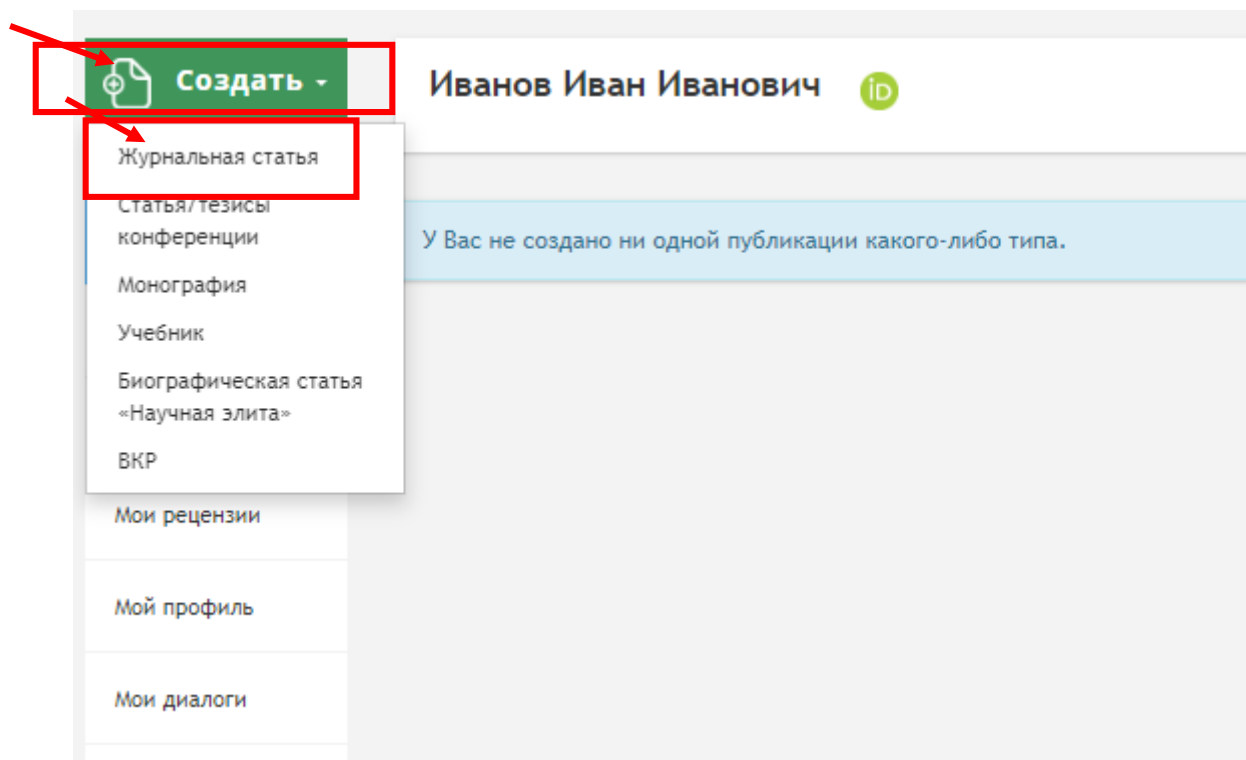 Создать
Иванов Иван Иванович iD
Журнальная статья
Статья/тезисы
конференции
У Вас не создано ни одной публикации какого-либо типа.
Монография
Учебник
Биографическая статья
«Научная элита»
ВКР
Мои рецензии
Мой профиль
Мои диалоги